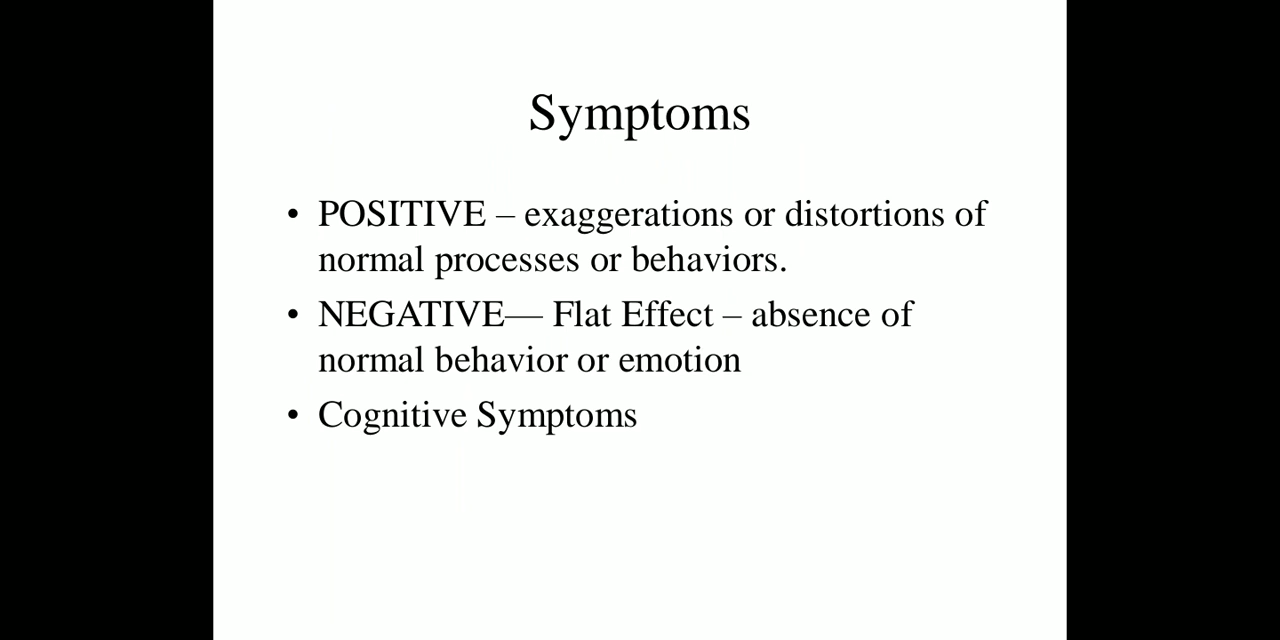 Symptoms
• POSITIVE – exaggerations or distortions of
normal processes or behaviors.
• NEGATIVE— Flat Effect – absence of
normal behavior or emotion
• Cognitive Symptoms